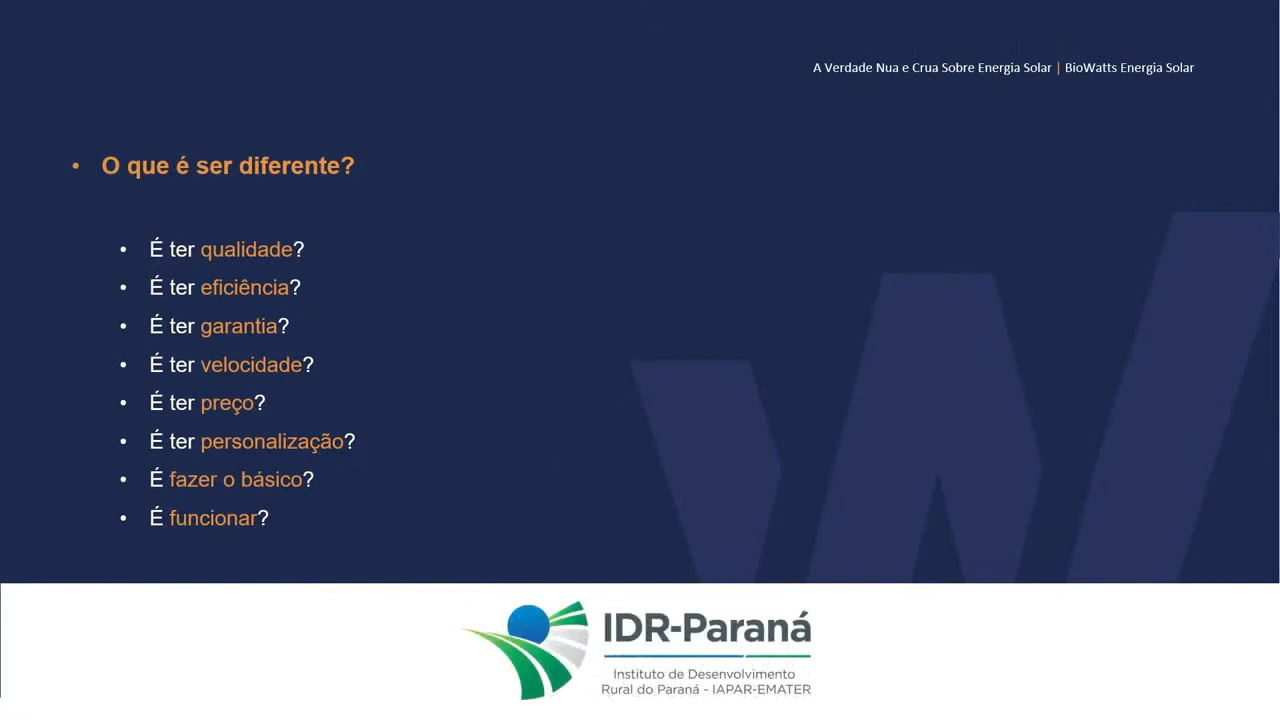 A Verdade Nua e Crua Sobre Energia Solar | BioWatts Energia Solar
• O que é ser diferente?
• É ter qualidade?
• É ter eficiência?
• É ter garantia?
• É ter velocidade?
• É ter preço?
• É ter personalização?
• É fazer o básico?
• É funcionar?
IDR-Paraná
Instituto de Desenvolvimento
Rural do Paraná - IAPAR-EMATER